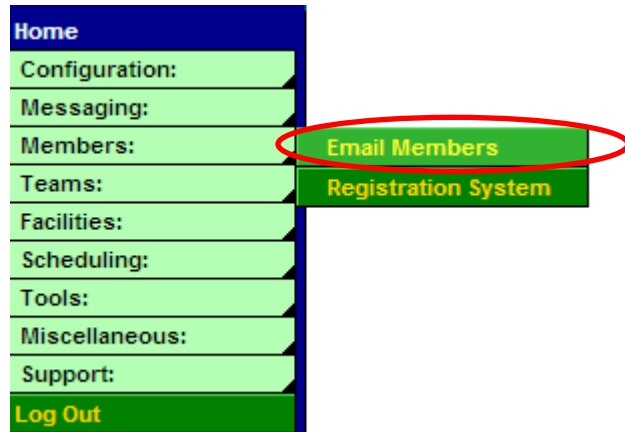 Home
Configuration:
Messaging:
Members:
Email Members
Teams:
Registration System
Facilities:
Scheduling:
Tools:
Miscellaneous:
Support:
Log Out